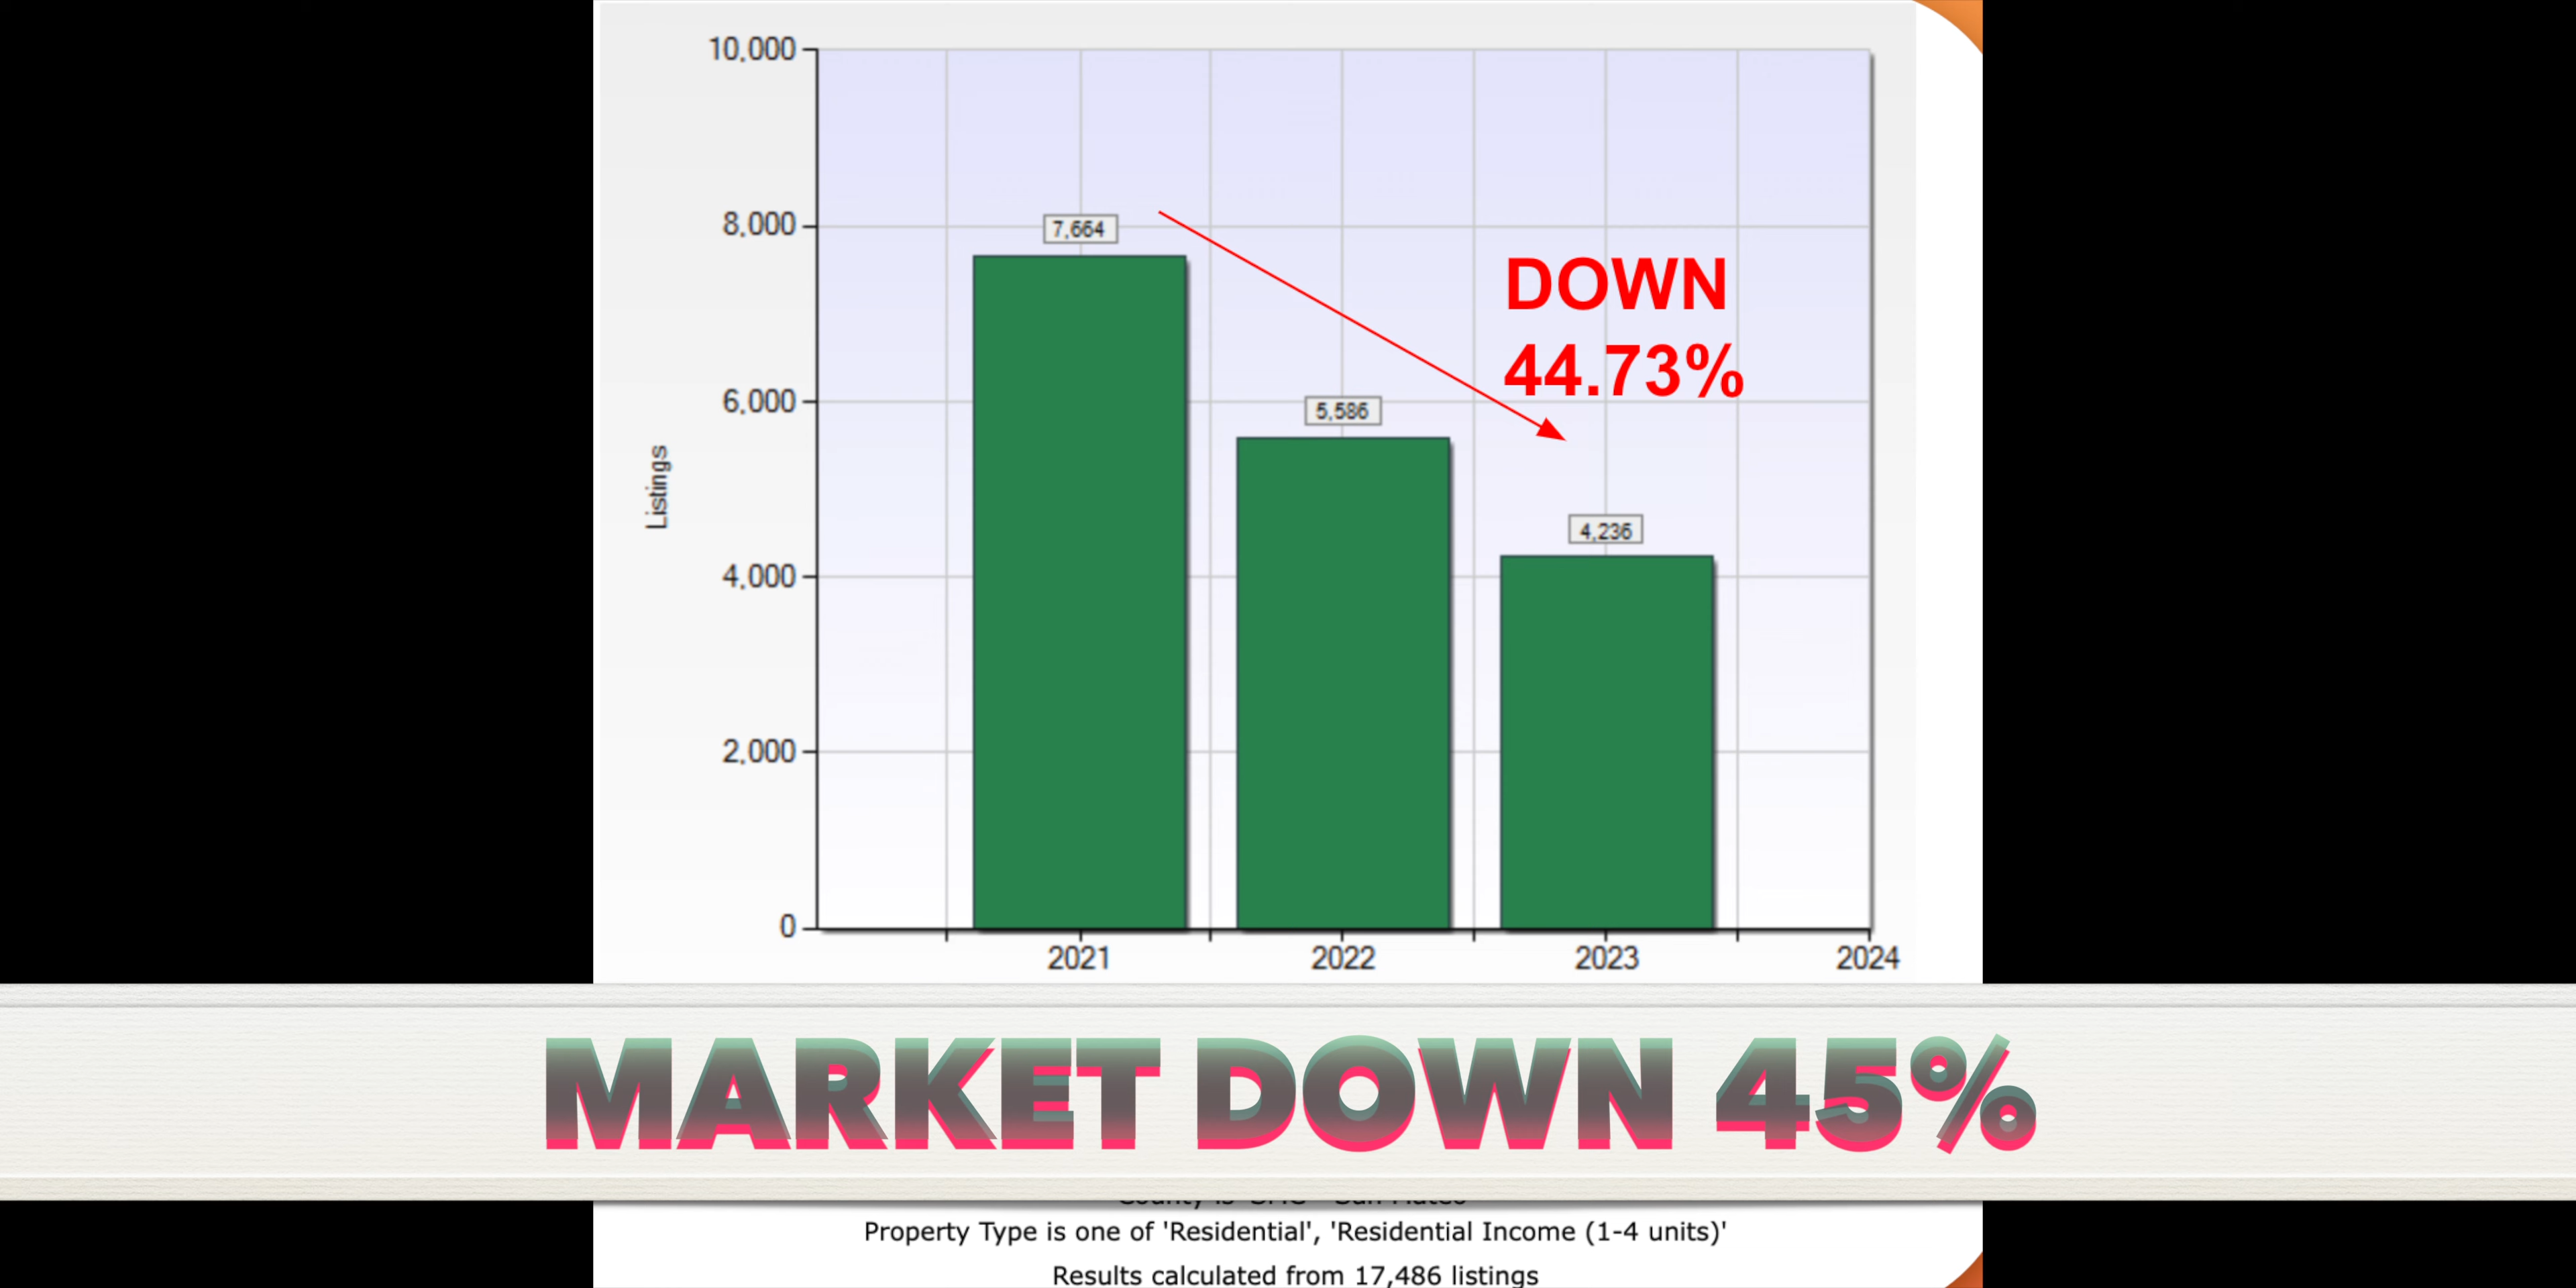 10,000
8,000
7,664
DOWN
44.73%
6,000
5,586
Listings
4,236
4,000
2,000
0
2021 2022 2023 2024
MARKET DOWN 45%
Property Type is one of 'Residential', 'Residential Income (1-4 units)'
Results calculated from 17,486 listings